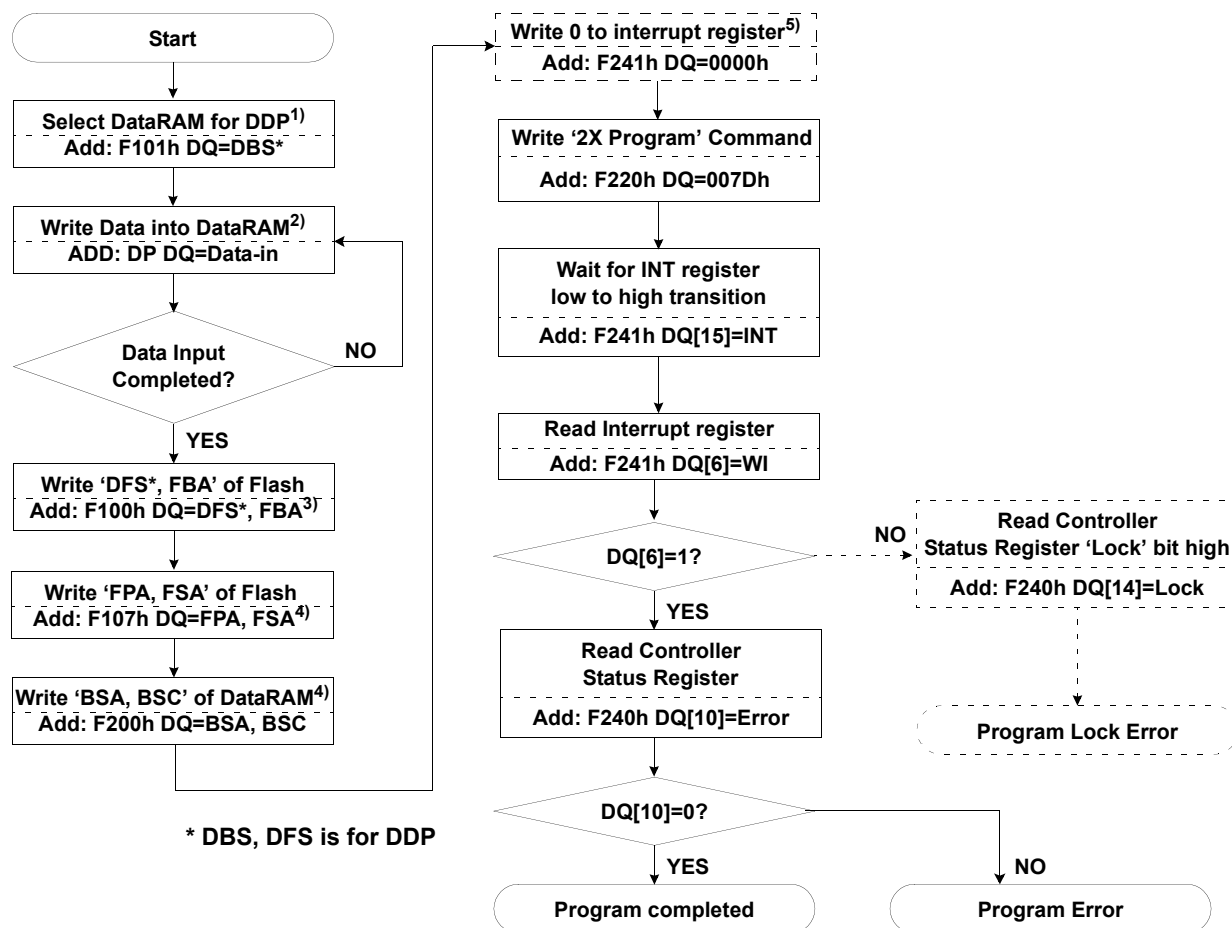 Start
Select DataRAM for DDP1)
Add: F101h DQ=DBS*
Write Data into DataRAM2)
ADD: DP DQ=Data-in
Data Input
Completed?
NO
YES
Write ‘DFS*, FBA’ of Flash
Add: F100h DQ=DFS*, FBA3)
Write ‘FPA, FSA’ of Flash
Add: F107h DQ=FPA, FSA4)
Write ‘BSA, BSC’ of DataRAM4)
Add: F200h DQ=BSA, BSC
* DBS, DFS is for DDP
Write 0 to interrupt register5)
Add: F241h DQ=0000h
Write ‘2X Program’ Command
Add: F220h DQ=007Dh
Wait for INT register
low to high transition
Add: F241h DQ[15]=INT
Read Interrupt register
Add: F241h DQ[6]=WI
DQ[6]=1?
NO
YES
Read Controller
Status Register ‘Lock’ bit high
Add: F240h DQ[14]=Lock
Program Lock Error
Read Controller
Status Register
Add: F240h DQ[10]=Error
DQ[10]=0?
YES
NO
Program completed
Program Error